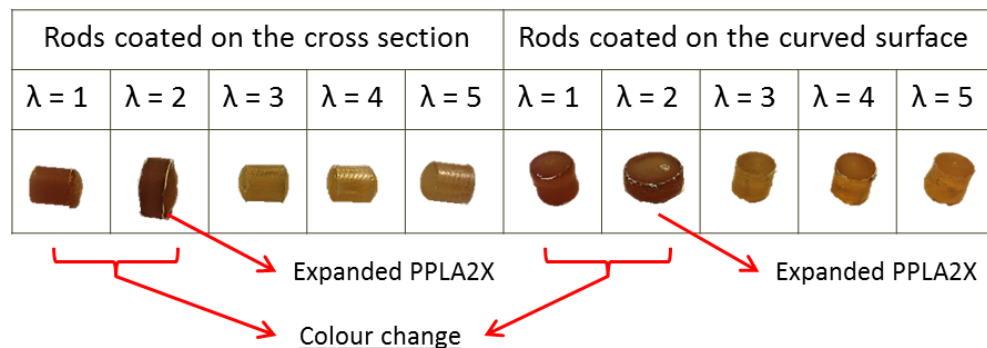 Rods coated on the cross section Rods coated on the curved surface
λ = 1 λ = 2 λ = 3 λ = 4 λ = 5 λ = 1 λ = 2 λ = 3 λ = 4 λ = 5
Expanded PPLA2X Expanded PPLA2X
Colour change